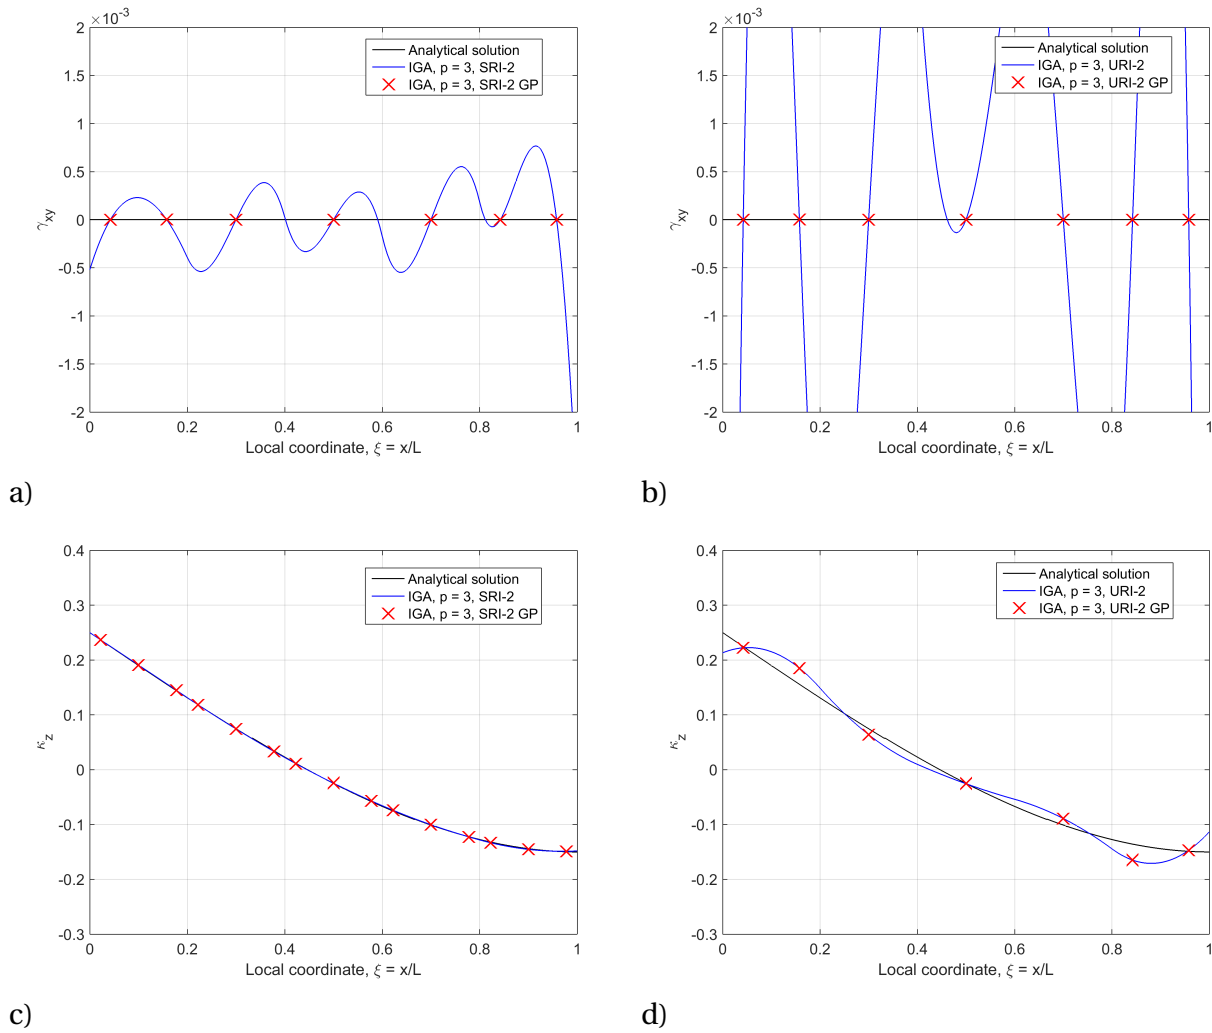 ×10⁻³
2
1.5
1
0.5
0
-0.5
-1
-1.5
-2
γxy
0 0.2 0.4 0.6 0.8 1
Local coordinate, ξ = x/L
Analytical solution
IGA, p = 3, SRI-2
IGA, p = 3, SRI-2 GP
a)
×10⁻³
2
1.5
1
0.5
0
-0.5
-1
-1.5
-2
γxy
0 0.2 0.4 0.6 0.8 1
Local coordinate, ξ = x/L
Analytical solution
IGA, p = 3, URI-2
IGA, p = 3, URI-2 GP
b)
0.4
0.3
0.2
0.1
0
-0.1
-0.2
-0.3
κz
0 0.2 0.4 0.6 0.8 1
Local coordinate, ξ = x/L
Analytical solution
IGA, p = 3, SRI-2
IGA, p = 3, SRI-2 GP
c)
0.4
0.3
0.2
0.1
0
-0.1
-0.2
-0.3
κz
0 0.2 0.4 0.6 0.8 1
Local coordinate, ξ = x/L
Analytical solution
IGA, p = 3, URI-2
IGA, p = 3, URI-2 GP
d)